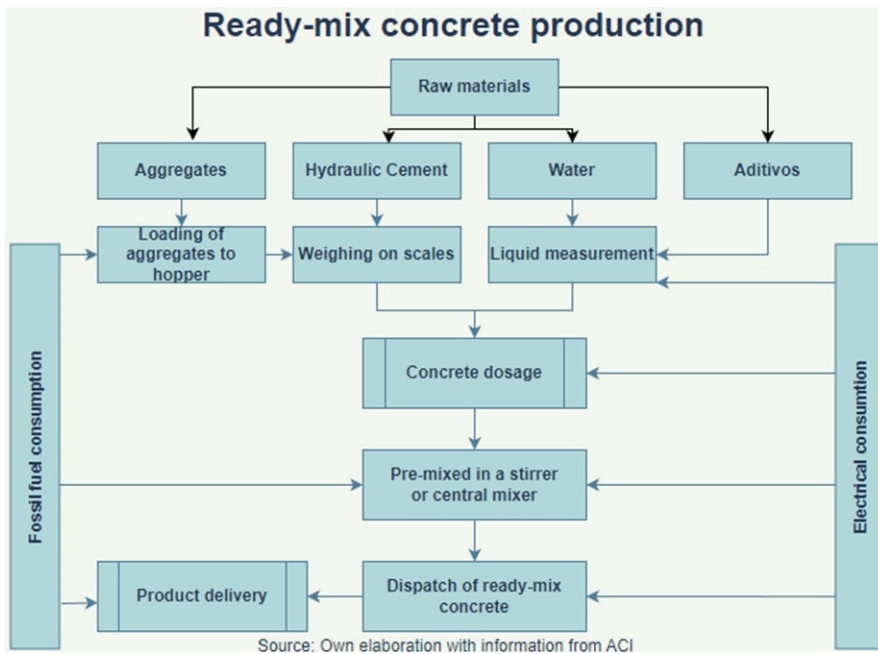 Ready-mix concrete production
Raw materials
Aggregates
Hydraulic Cement
Water
Aditivos
Loading of
aggregates to
hopper
Weighing on scales
Liquid measurement
Fossil fuel consumption
Electrical consumtion
Concrete dosage
Pre-mixed in a stirrer
or central mixer
Product delivery
Dispatch of ready-mix
concrete
Source: Own elaboration with information from ACI